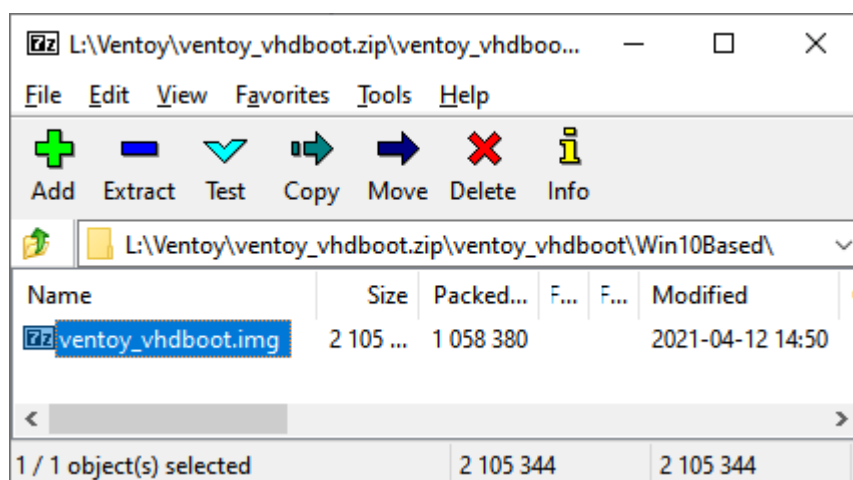 7z L:\Ventoy\ventoy_vhdboot.zip\ventoy_vhdboo...
File Edit View Favorites Tools Help
Add Extract Test Copy Move Delete Info
L:\Ventoy\ventoy_vhdboot.zip\ventoy_vhdboot\Win10Based\
Name Size Packed... F... F... Modified
7z ventoy_vhdboot.img 2 105 ... 1 058 380 2021-04-12 14:50
1 / 1 object(s) selected 2 105 344 2 105 344